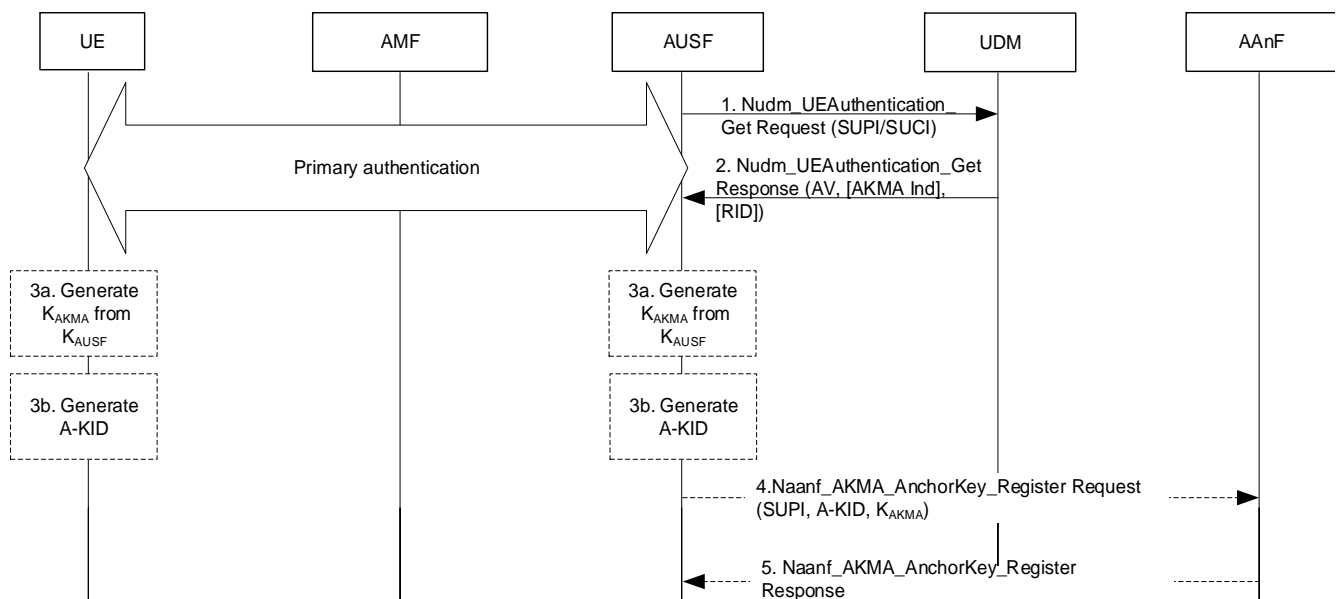 UE
AMF
AUSF
UDM
AAnF
1. Nudm_UEAuthentication_
Get Request (SUPI/SUCI)
Primary authentication
2. Nudm_UEAuthentication_Get
Response (AV, [AKMA Ind],
[RID])
3a. Generate
KAKMA from
KAUSF
3a. Generate
KAKMA from
KAUSF
3b. Generate
A-KID
3b. Generate
A-KID
4.Naanf_AKMA_AnchorKey_Register Request
(SUPI, A-KID, KAKMA)
5. Naanf_AKMA_AnchorKey_Register
Response